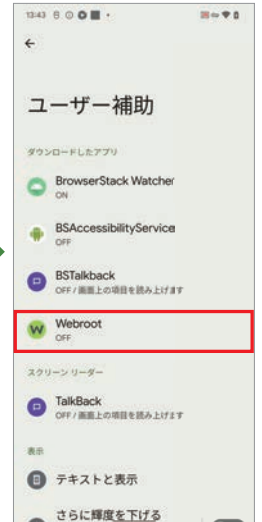 13:43
ユーザー補助
ダウンロードしたアプリ
BrowserStack Watcher
ON
BSAccessibilityService
OFF
BSTalkback
OFF / 画面上の項目を読み上げます
Webroot
OFF
スクリーン リーダー
TalkBack
OFF / 画面上の項目を読み上げます
表示
テキストと表示
さらに輝度を下げる